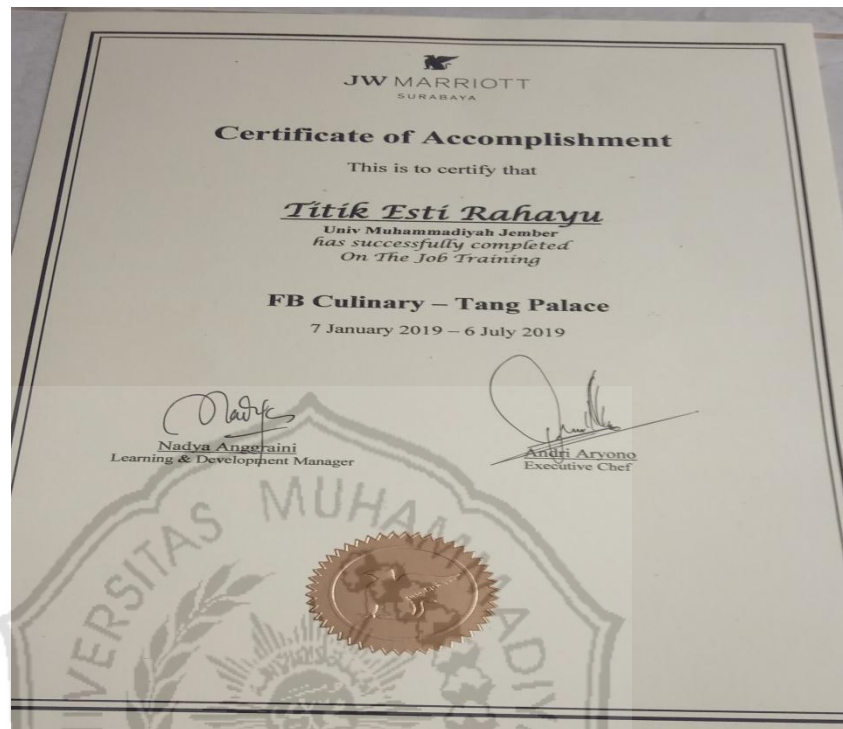 JW MARRIOTT
SURABAYA
Certificate of Accomplishment
This is to certify that
Titik Esti Rahayu
Univ Muhammadiyah Jember
has successfully completed
On The Job Training
FB Culinary – Tang Palace
7 January 2019 – 6 July 2019
Nadya Anggraini
Learning & Development Manager
Andri Aryono
Executive Chef